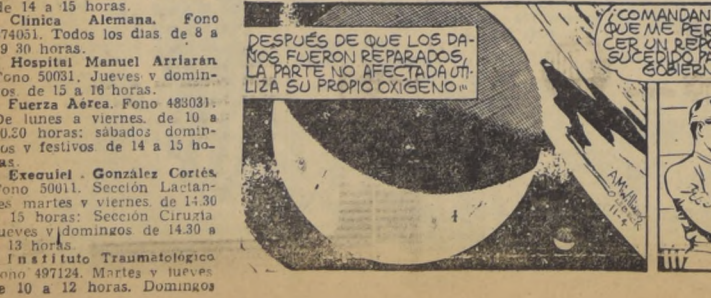 de 14 a 15 horas.
Clínica Alemana. Fono
74051. Todos los días de 8 a
9 30 horas.
Hospital Manuel Arriarán
Fono 50031. Jueves y domin-
os de 15 a 16 horas.
Fuerza Aérea. Fono 483031.
De lunes a viernes de 10 a
0.30 horas: sábados domin-
os y festivos de 14 a 15 ho-
as.
Exequiel González Cortés.
Fono 50011. Sección Lactan-
es martes y viernes de 14.30
15 horas: Sección Ciruzia
ueves y domingos de 14.30 a
13 horas
Instituto Traumatológico
ono 497124. Martes y jueves
e 10 a 12 horas. Domingos
DESPUÉS DE QUE LOS DA-
ÑOS FUERON REPARADOS,
LA PARTE NO AFECTADA UTI-
LIZA SU PROPIO OXÍGENO...
COMANDAN
QUE ME PER
CER UN REPO
SUCEDIDO PA
GOBIERN
11-4